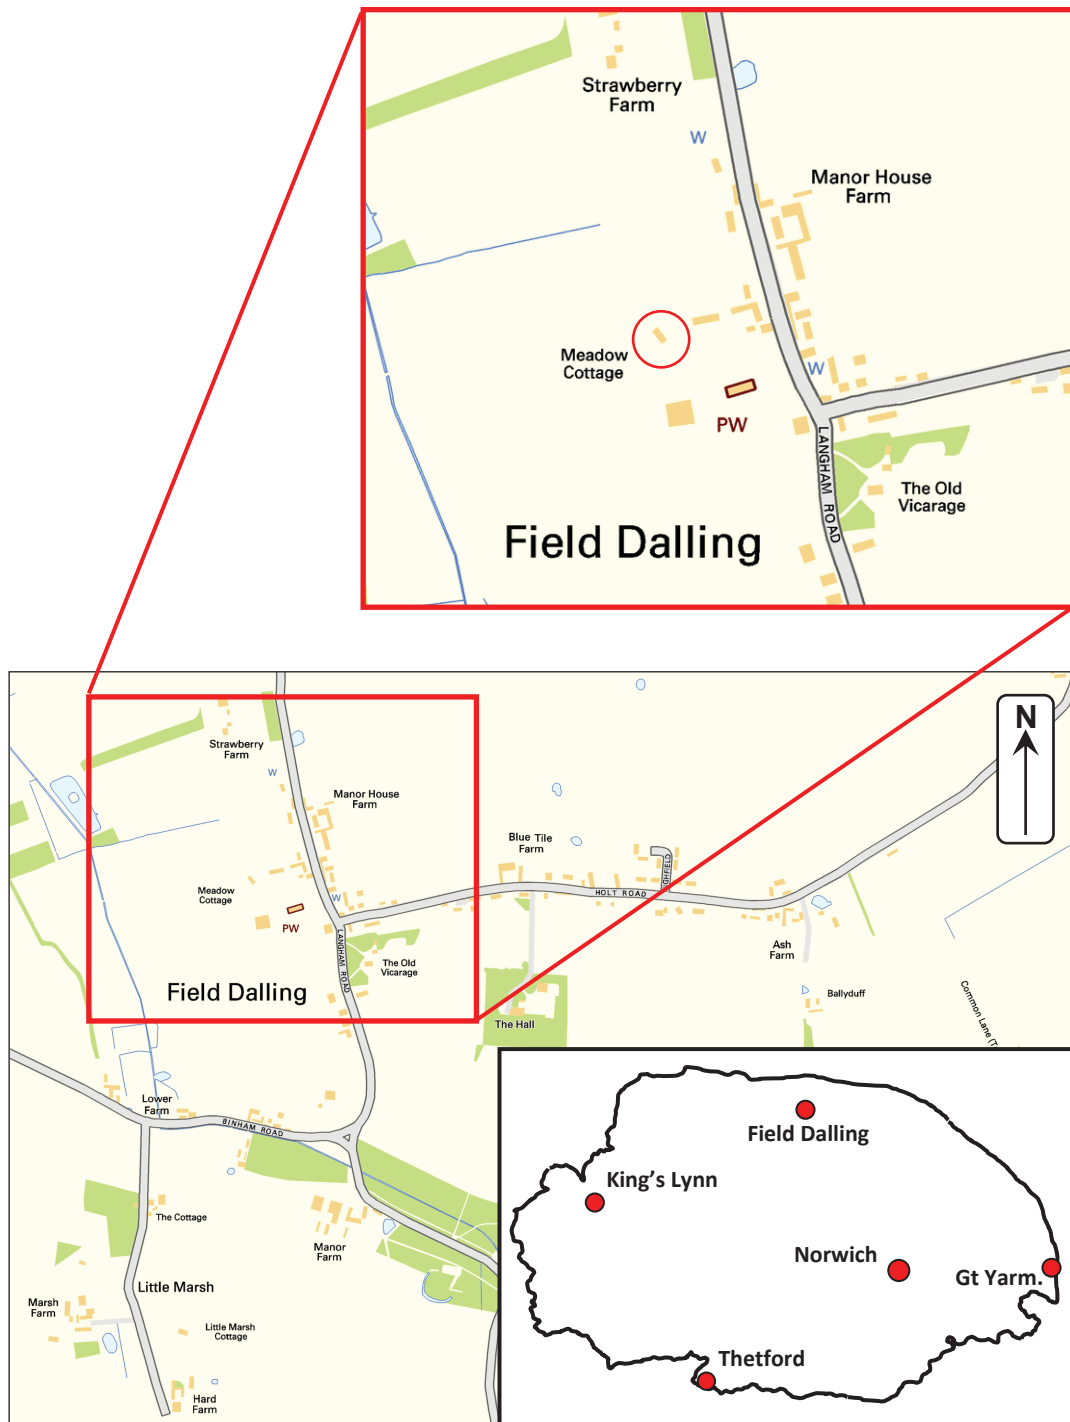 Strawberry
Farm
W
Manor House
Farm
Meadow
Cottage
W
PW
LANGHAM ROAD
The Old
Vicarage
Field Dalling
N
Strawberry
Farm
W
Manor House
Farm
Blue Tile
Farm
GHFIELD
HOLT ROAD
Meadow
Cottage
W
PW
LANGHAM ROAD
The Old
Vicarage
Ash
Farm
Field Dalling
Ballyduff
The Hall
Common Lane (T
Lower
Farm
BINHAM ROAD
The Cottage
Manor
Farm
Little Marsh
Marsh
Farm
Little Marsh
Cottage
Hard
Farm
Field Dalling
King's Lynn
Norwich
Gt Yarm.
Thetford